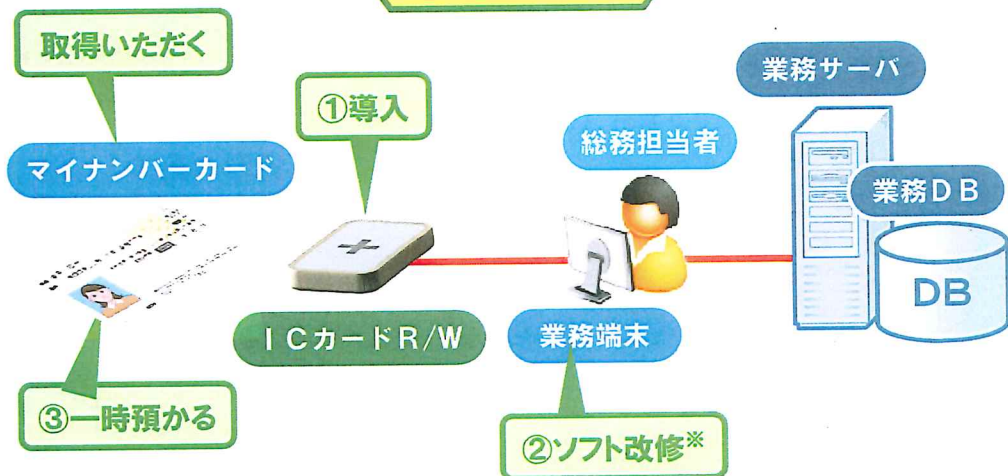 取得いただく
業務サーバ
①導入
総務担当者
マイナンバーカード
業務DB
DB
ICカードR/W
業務端末
③一時預かる
②ソフト改修※